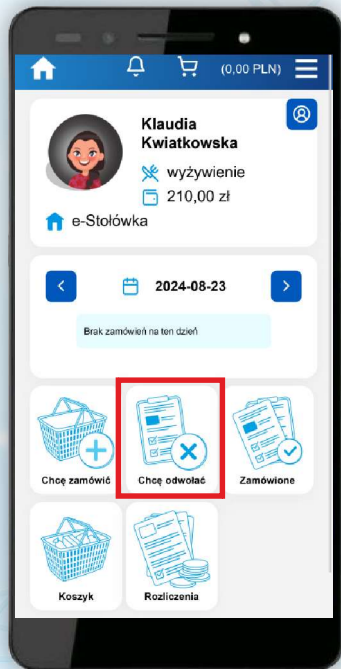 (0,00 PLN)
Klaudia
Kwiatkowska
wyżywienie
210,00 zł
e-Stołówka
2024-08-23
Brak zamówień na ten dzień
Chcę zamówić
Chcę odwołać
Zamówione
Koszyk
Rozliczenia